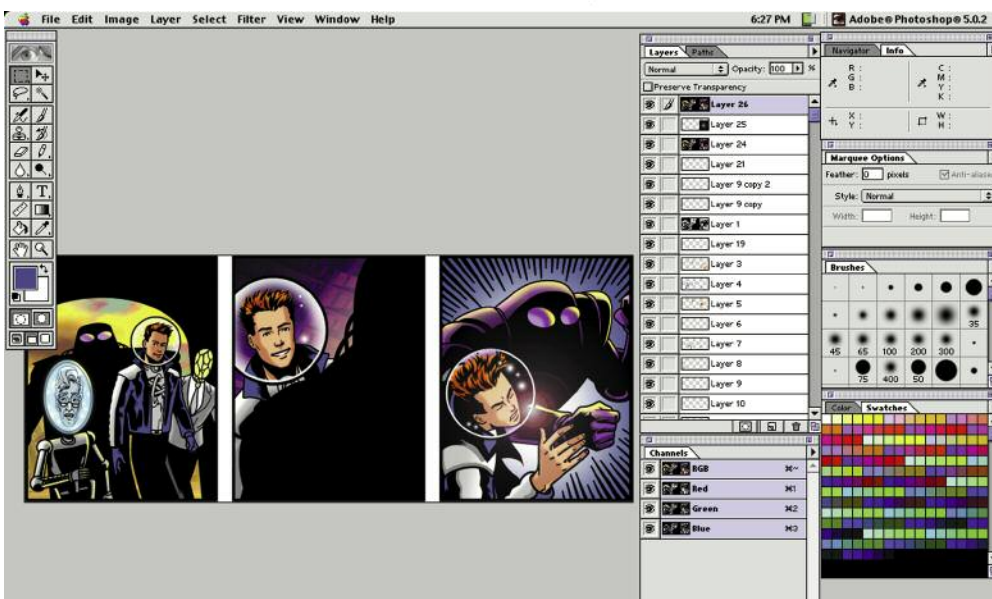 File Edit Image Layer Select Filter View Window Help 6:27 PM Adobe® Photoshop® 5.0.2
Layers Paths
Normal Opacity: 100 %
Preserve Transparency
Layer 26
Layer 25
Layer 24
Layer 21
Layer 9 copy 2
Layer 9 copy
Layer 1
Layer 19
Layer 3
Layer 4
Layer 5
Layer 6
Layer 7
Layer 8
Layer 9
Layer 10
Channels
RGB ⌘~
Red ⌘1
Green ⌘2
Blue ⌘3
Navigator Info
R : C :
G : M :
B : Y :
K :
X : W :
Y : H :
Marquee Options
Feather: 0 pixels Anti-aliase
Style: Normal
Width: Height:
Brushes
35
45 65 100 200 300
75 400 50
Color Swatches
T